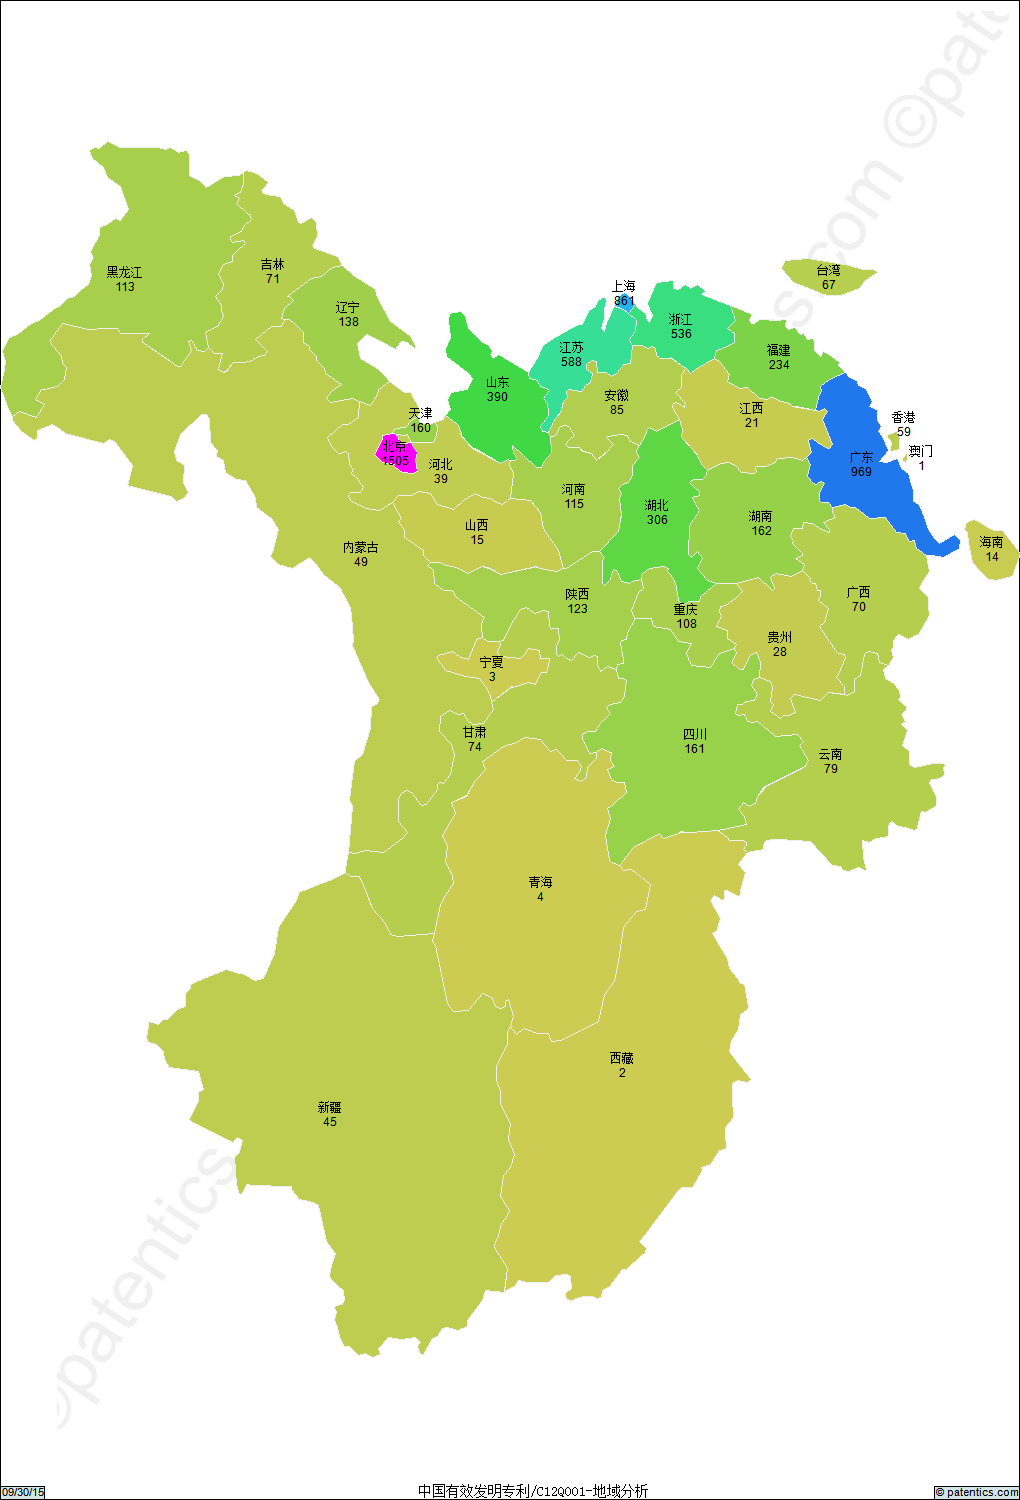 ©patentics.com ©pate
黑龙江
113
吉林
71
辽宁
138
台湾
67
上海
861
浙江
536
江苏
588
福建
234
山东
390
安徽
85
江西
21
天津
160
香港
59
北京
1505
河北
39
广东
969
澳门
1
河南
115
湖北
306
湖南
162
山西
15
内蒙古
49
海南
14
陕西
123
重庆
108
广西
70
贵州
28
宁夏
3
甘肃
74
四川
161
云南
79
青海
4
西藏
2
新疆
45
09/30/15
中国有效发明专利/C12Q001-地域分析
© patentics.com